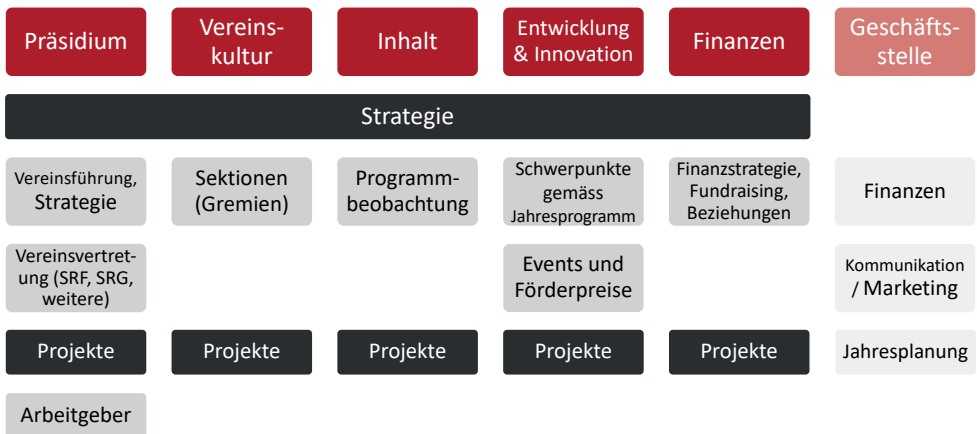 Präsidium
Vereins-
kultur
Inhalt
Entwicklung
& Innovation
Finanzen
Geschäfts-
stelle
Strategie
Vereinsführung,
Strategie
Sektionen
(Gremien)
Programm-
beobachtung
Schwerpunkte
gemäss
Jahresprogramm
Finanzstrategie,
Fundraising,
Beziehungen
Finanzen
Vereinsvertret-
ung (SRF, SRG,
weitere)
Events und
Förderpreise
Kommunikation
/ Marketing
Projekte
Projekte
Projekte
Projekte
Projekte
Jahresplanung
Arbeitgeber